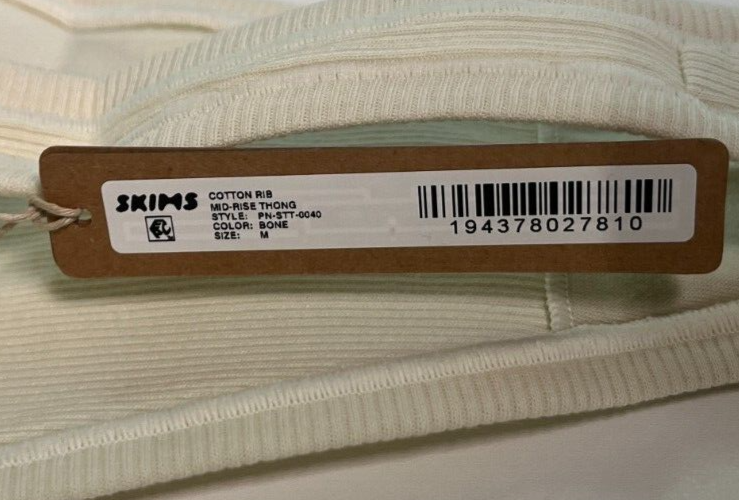 SKIMS
COTTON RIB
MID-RISE THONG
STYLE: PN-STT-0040
COLOR: BONE
SIZE: M
194378027810